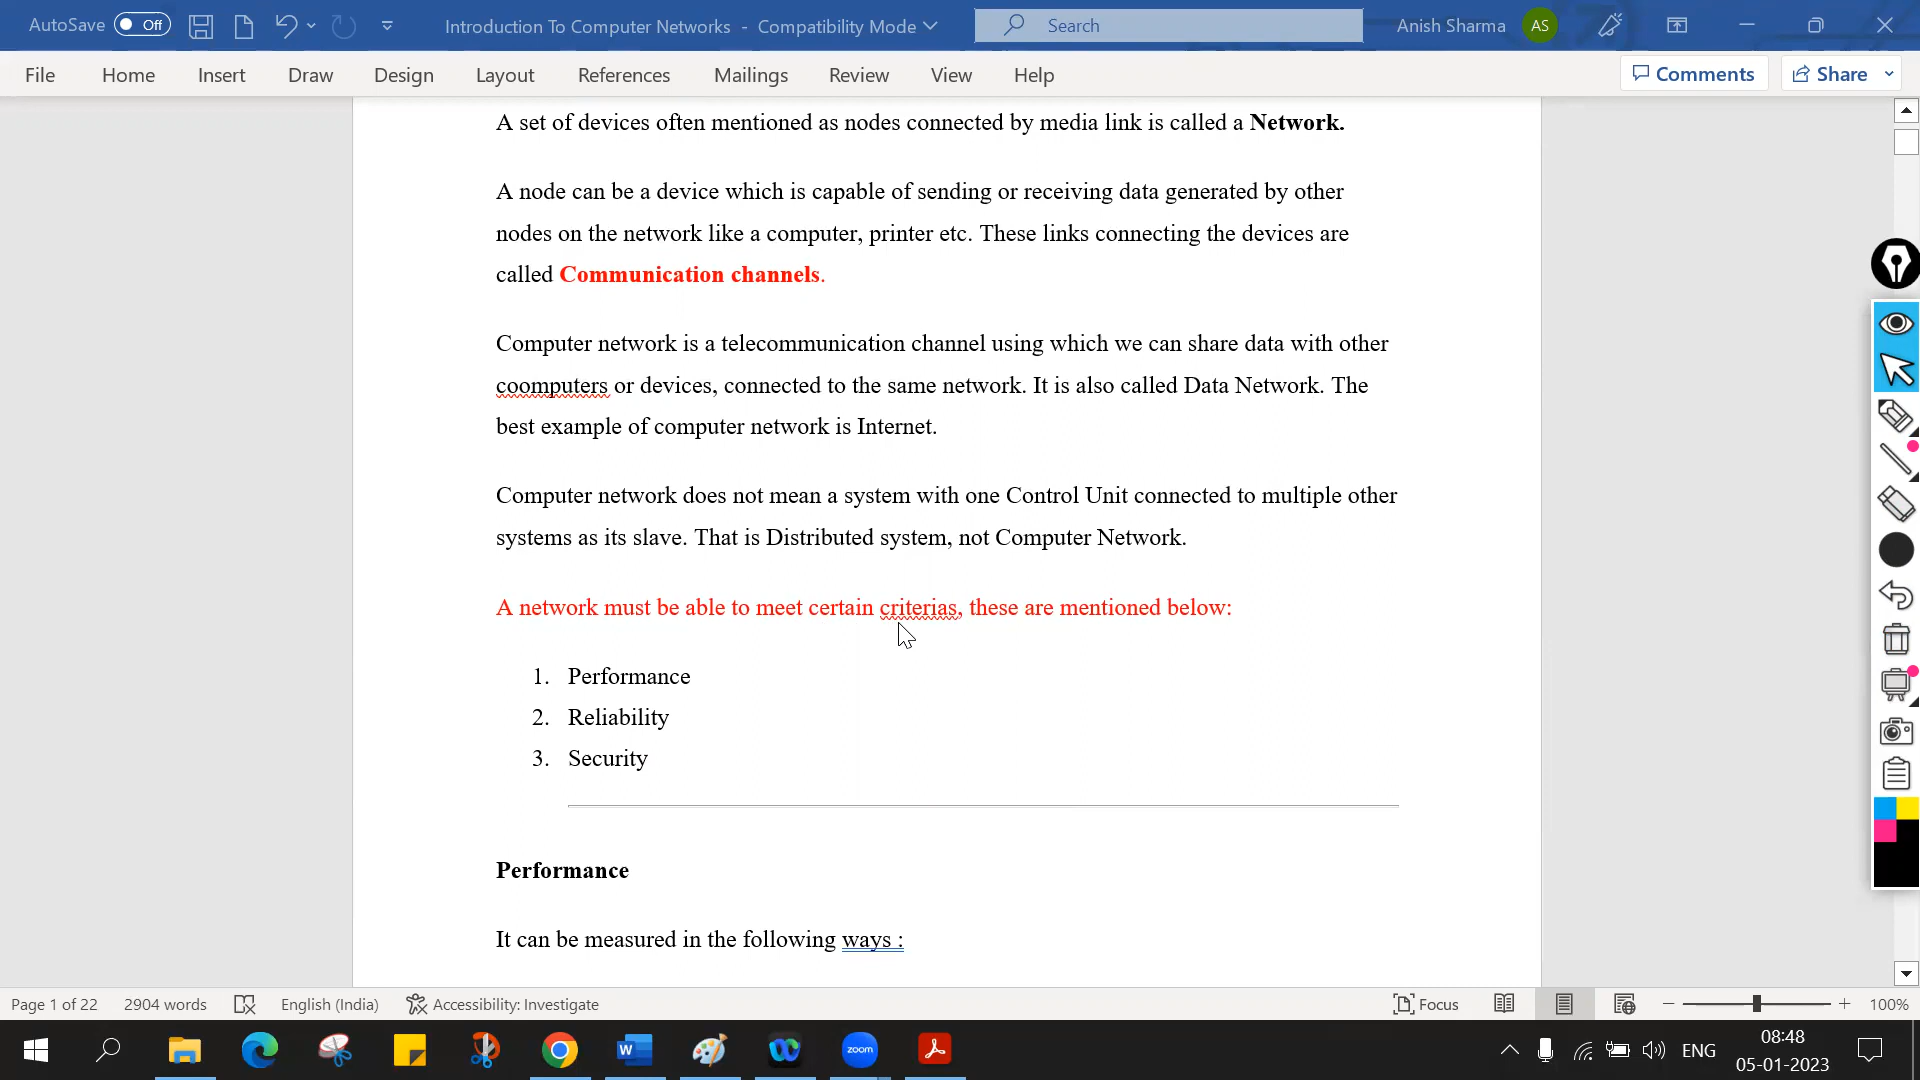 AutoSave Off Introduction To Computer Networks - Compatibility Mode Search Anish Sharma AS
File Home Insert Draw Design Layout References Mailings Review View Help Comments Share
A set of devices often mentioned as nodes connected by media link is called a Network.
A node can be a device which is capable of sending or receiving data generated by other
nodes on the network like a computer, printer etc. These links connecting the devices are
called Communication channels.
Computer network is a telecommunication channel using which we can share data with other
coomputers or devices, connected to the same network. It is also called Data Network. The
best example of computer network is Internet.
Computer network does not mean a system with one Control Unit connected to multiple other
systems as its slave. That is Distributed system, not Computer Network.
A network must be able to meet certain criterias, these are mentioned below:
1. Performance
2. Reliability
3. Security
Performance
It can be measured in the following ways :
Page 1 of 22 2904 words English (India) Accessibility: Investigate Focus 100%
W zoom ENG 08:48
05-01-2023